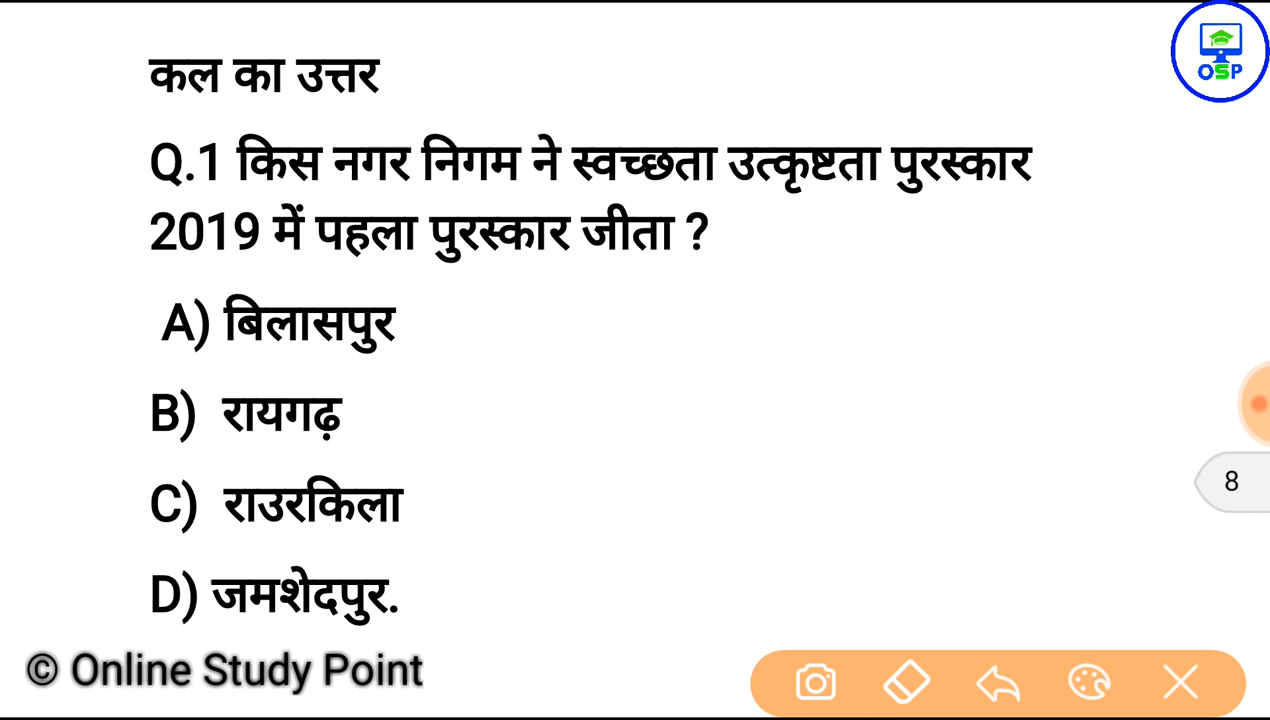 OSP
कल का उत्तर
Q.1 किस नगर निगम ने स्वच्छता उत्कृष्टता पुरस्कार
2019 में पहला पुरस्कार जीता ?
A) बिलासपुर
B) रायगढ़
C) राउरकिला
8
D) जमशेदपुर.
© Online Study Point